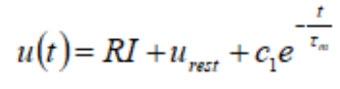 u(t) = RI + u_rest + c₁e^(-t/τ_m)